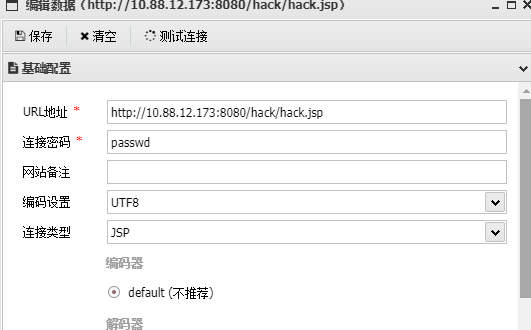 编辑数据 (http://10.88.12.173:8080/hack/hack.jsp)
保存 清空 测试连接
基础配置
URL地址 * http://10.88.12.173:8080/hack/hack.jsp
连接密码 * passwd
网站备注
编码设置 UTF8
连接类型 JSP
编码器
default (不推荐)
解码器